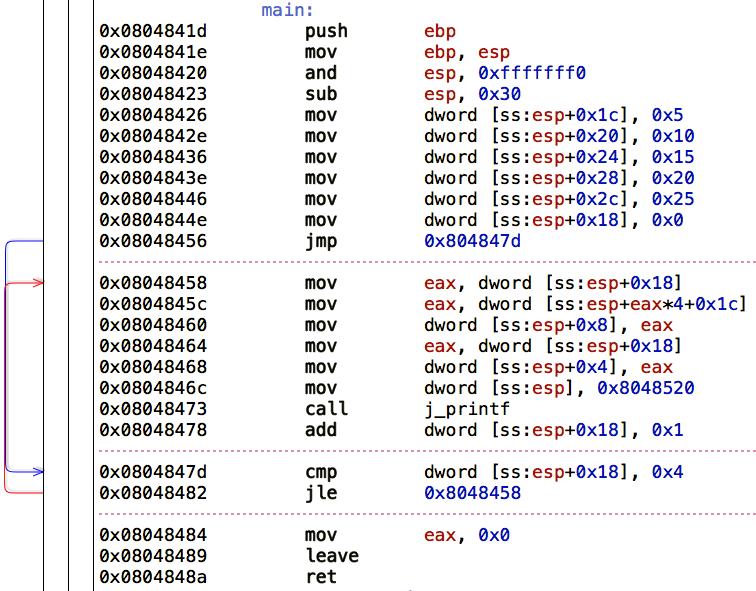 main:
0x0804841d push ebp
0x0804841e mov ebp, esp
0x08048420 and esp, 0xfffffff0
0x08048423 sub esp, 0x30
0x08048426 mov dword [ss:esp+0x1c], 0x5
0x0804842e mov dword [ss:esp+0x20], 0x10
0x08048436 mov dword [ss:esp+0x24], 0x15
0x0804843e mov dword [ss:esp+0x28], 0x20
0x08048446 mov dword [ss:esp+0x2c], 0x25
0x0804844e mov dword [ss:esp+0x18], 0x0
0x08048456 jmp 0x804847d
0x08048458 mov eax, dword [ss:esp+0x18]
0x0804845c mov eax, dword [ss:esp+eax*4+0x1c]
0x08048460 mov dword [ss:esp+0x8], eax
0x08048464 mov eax, dword [ss:esp+0x18]
0x08048468 mov dword [ss:esp+0x4], eax
0x0804846c mov dword [ss:esp], 0x8048520
0x08048473 call j_printf
0x08048478 add dword [ss:esp+0x18], 0x1
0x0804847d cmp dword [ss:esp+0x18], 0x4
0x08048482 jle 0x8048458
0x08048484 mov eax, 0x0
0x08048489 leave
0x0804848a ret